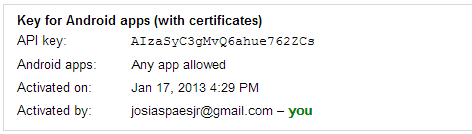 Key for Android apps (with certificates)
API key: AIzaSyC3gMvQ6ahue762ZCs
Android apps: Any app allowed
Activated on: Jan 17, 2013 4:29 PM
Activated by: josiaspaesjr@gmail.com – you